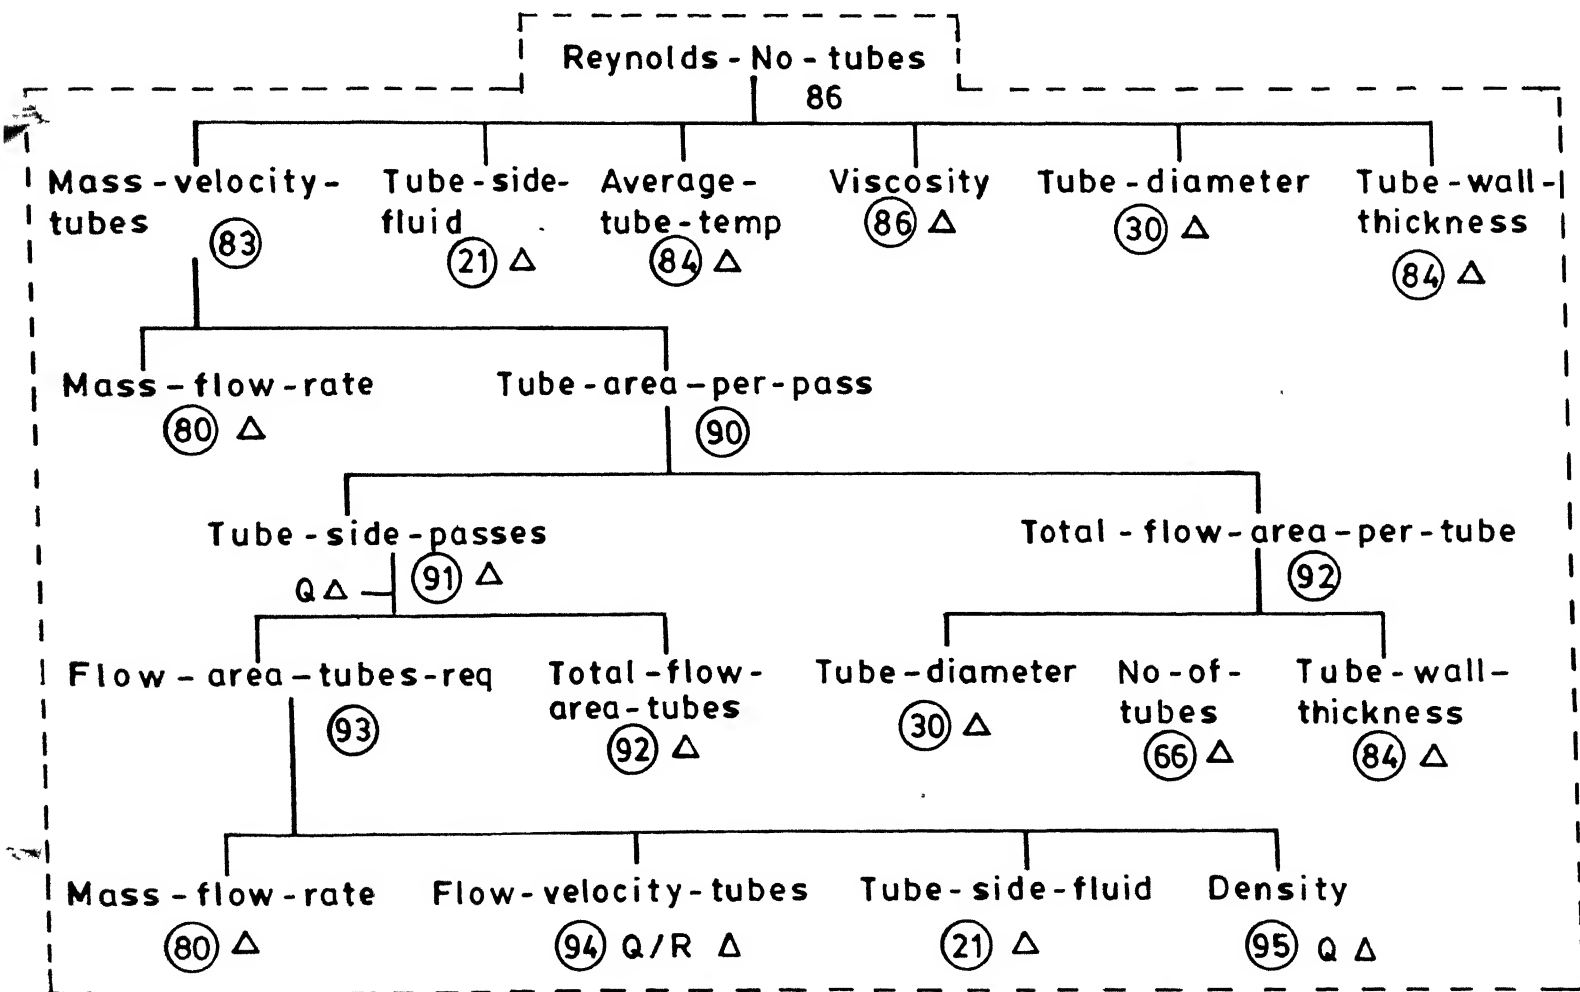 Reynolds-No-tubes
86
Mass-velocity-
tubes
83
Tube-side-
fluid
21 Δ
Average-
tube-temp
84 Δ
Viscosity
86 Δ
Tube-diameter
30 Δ
Tube-wall-
thickness
84 Δ
Mass-flow-rate
80 Δ
Tube-area-per-pass
90
Tube-side-passes
91 Δ
Q Δ
Total-flow-area-per-tube
92
Flow-area-tubes-req
93
Total-flow-
area-tubes
92 Δ
Tube-diameter
30 Δ
No-of-
tubes
66 Δ
Tube-wall-
thickness
84 Δ
Mass-flow-rate
80 Δ
Flow-velocity-tubes
94 Q/R Δ
Tube-side-fluid
21 Δ
Density
95 Q Δ